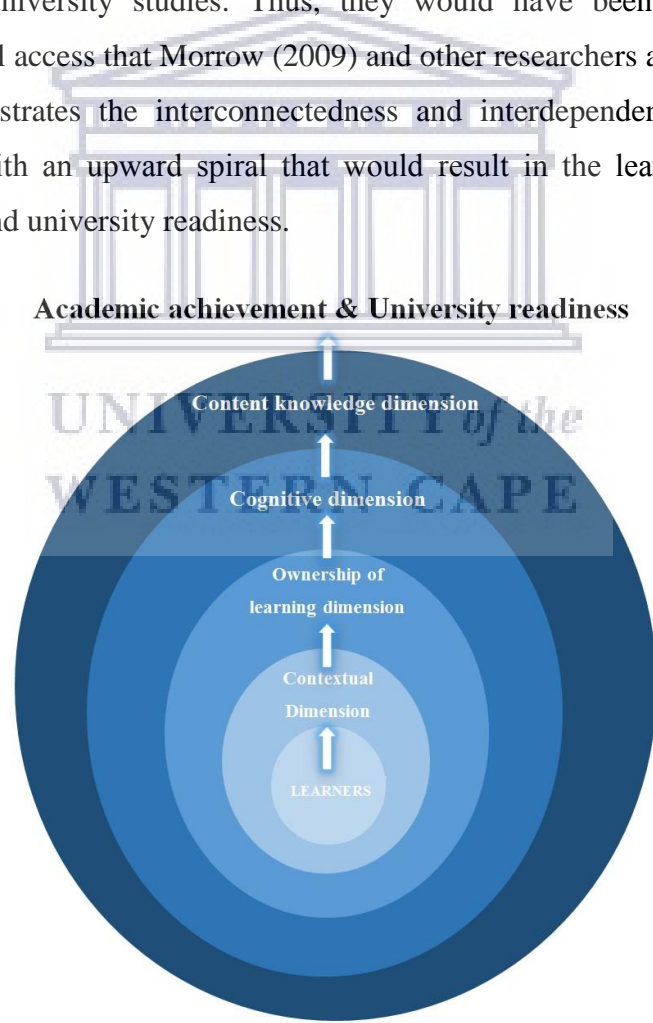 university studies. Thus, they would have been
access that Morrow (2009) and other researchers
the interconnectedness and interdependen
an upward spiral that would result in the lea
university readiness.
Academic achievement & University readiness
UNIVERSITY of the
Content knowledge dimension
WESTERN CAPE
Cognitive dimension
Ownership of
learning dimension
Contextual
Dimension
LEARNERS